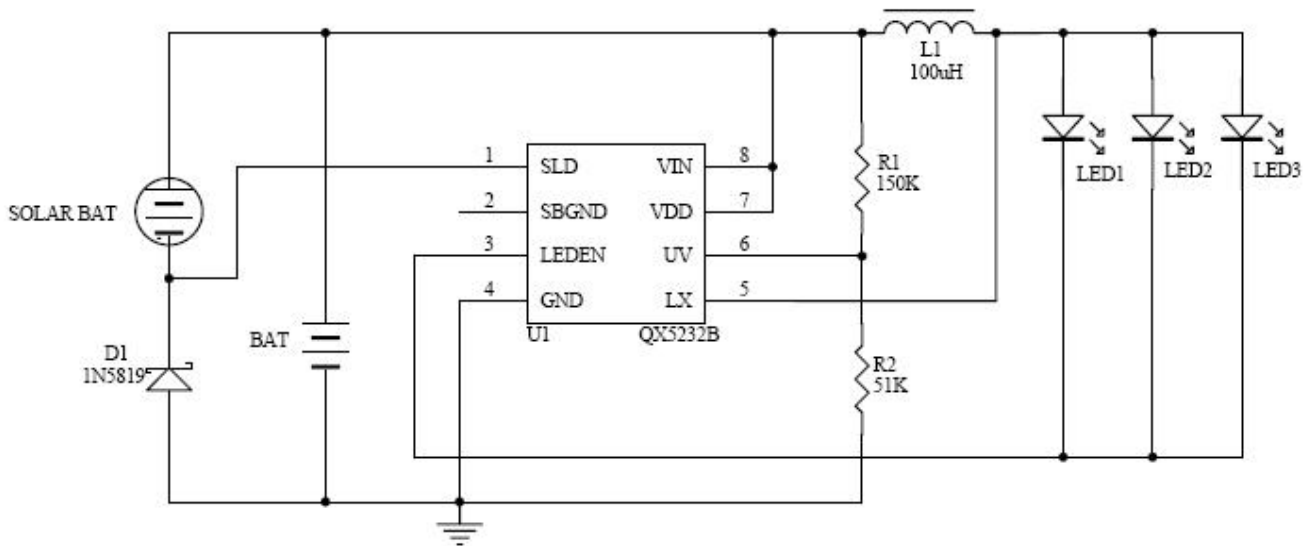 L1
100uH
1
SLD
VIN
8
2
SBGND
VDD
7
3
LEDEN
UV
6
4
GND
LX
5
U1
QX5232B
SOLAR BAT
BAT
D1
1N5819
R1
150K
R2
51K
LED1
LED2
LED3